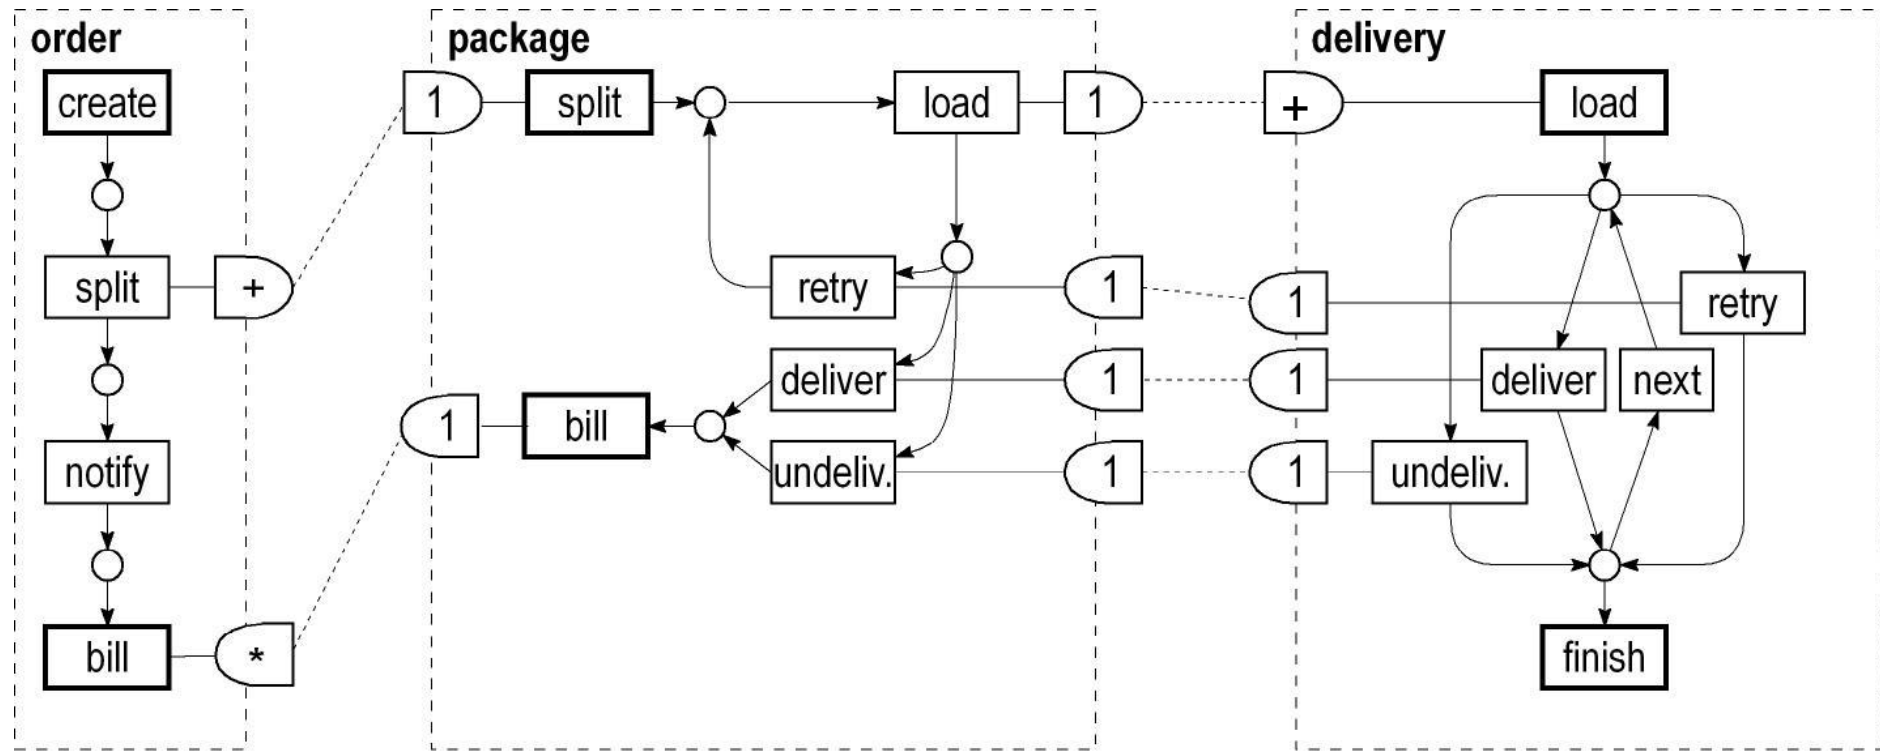 order
package
delivery
create
1
split
load
1
+
load
split
+
retry
1
1
retry
deliver
1
1
deliver
next
1
bill
notify
undeliv.
1
1
undeliv.
bill
*
finish